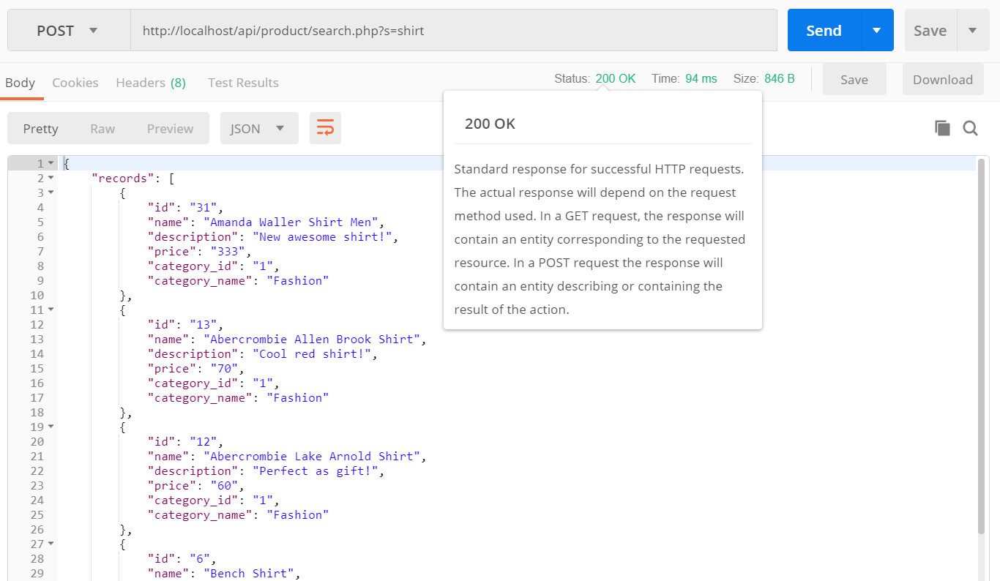 POST http://localhost/api/product/search.php?s=shirt Send Save
Body Cookies Headers (8) Test Results Status: 200 OK Time: 94 ms Size: 846 B Save Download
Pretty Raw Preview JSON
200 OK
Standard response for successful HTTP requests.
The actual response will depend on the request
method used. In a GET request, the response will
contain an entity corresponding to the requested
resource. In a POST request the response will
contain an entity describing or containing the
result of the action.
1 {
2 "records": [
3 {
4 "id": "31",
5 "name": "Amanda Waller Shirt Men",
6 "description": "New awesome shirt!",
7 "price": "333",
8 "category_id": "1",
9 "category_name": "Fashion"
10 },
11 {
12 "id": "13",
13 "name": "Abercrombie Allen Brook Shirt",
14 "description": "Cool red shirt!",
15 "price": "70",
16 "category_id": "1",
17 "category_name": "Fashion"
18 },
19 {
20 "id": "12",
21 "name": "Abercrombie Lake Arnold Shirt",
22 "description": "Perfect as gift!",
23 "price": "60",
24 "category_id": "1",
25 "category_name": "Fashion"
26 },
27 {
28 "id": "6",
29 "name": "Bench Shirt",